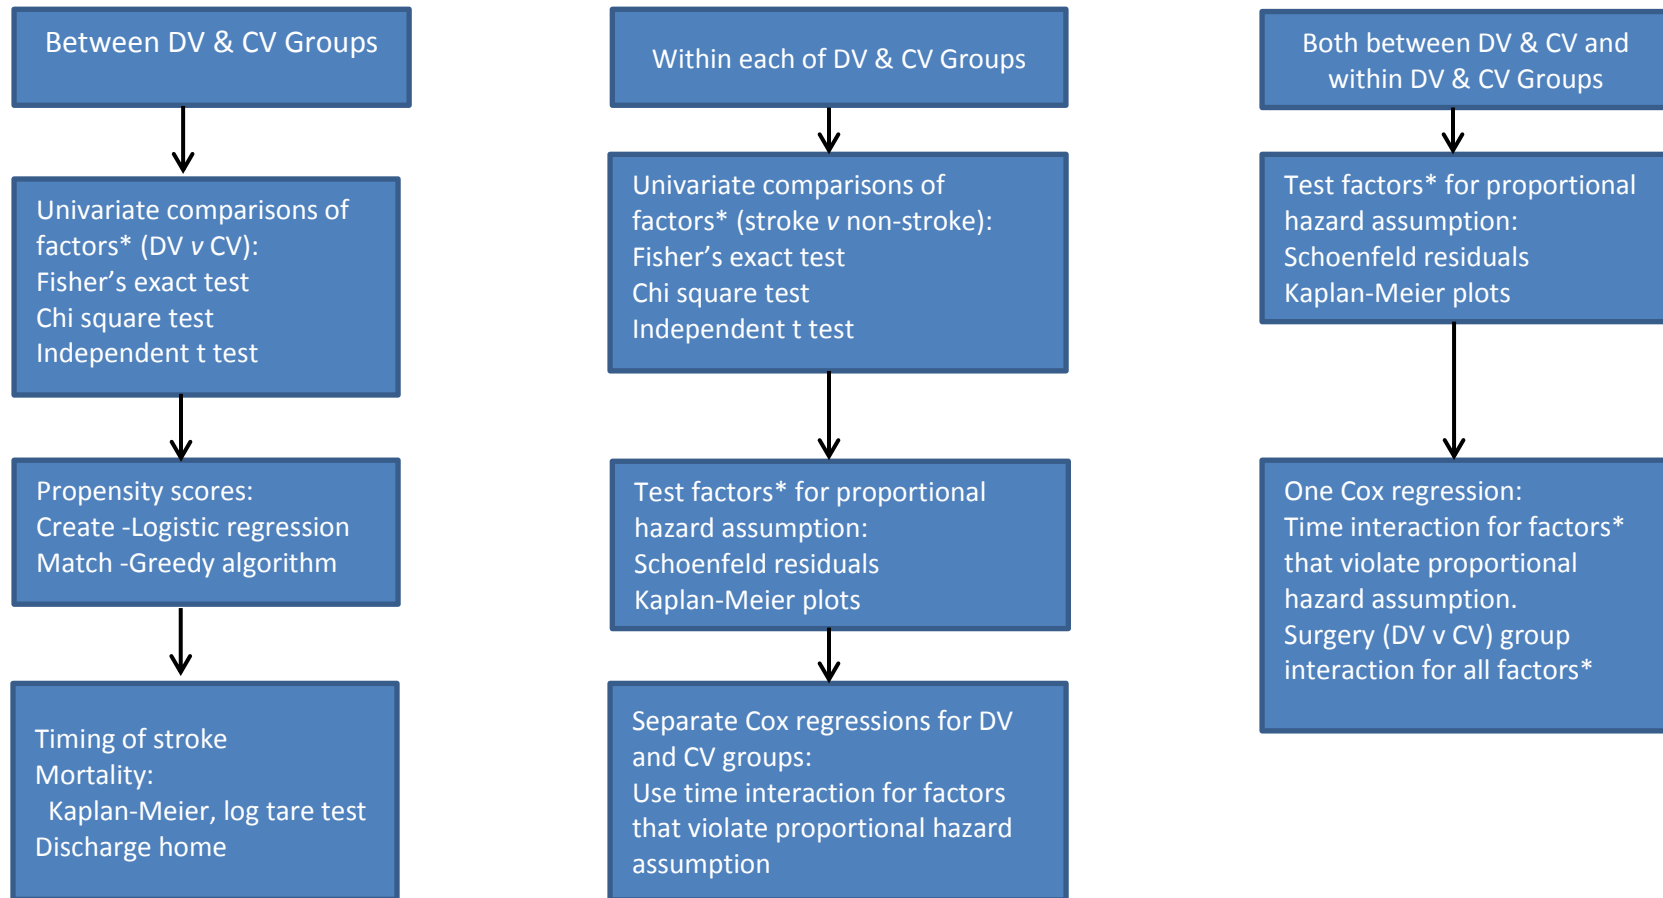 Between DV & CV Groups
Univariate comparisons of
factors* (DV v CV):
Fisher’s exact test
Chi square test
Independent t test
Propensity scores:
Create -Logistic regression
Match -Greedy algorithm
Timing of stroke
Mortality:
Kaplan-Meier, log tare test
Discharge home
Within each of DV & CV Groups
Univariate comparisons of
factors* (stroke v non-stroke):
Fisher’s exact test
Chi square test
Independent t test
Test factors* for proportional
hazard assumption:
Schoenfeld residuals
Kaplan-Meier plots
Separate Cox regressions for DV
and CV groups:
Use time interaction for factors
that violate proportional hazard
assumption
Both between DV & CV and
within DV & CV Groups
Test factors* for proportional
hazard assumption:
Schoenfeld residuals
Kaplan-Meier plots
One Cox regression:
Time interaction for factors*
that violate proportional
hazard assumption.
Surgery (DV v CV) group
interaction for all factors*